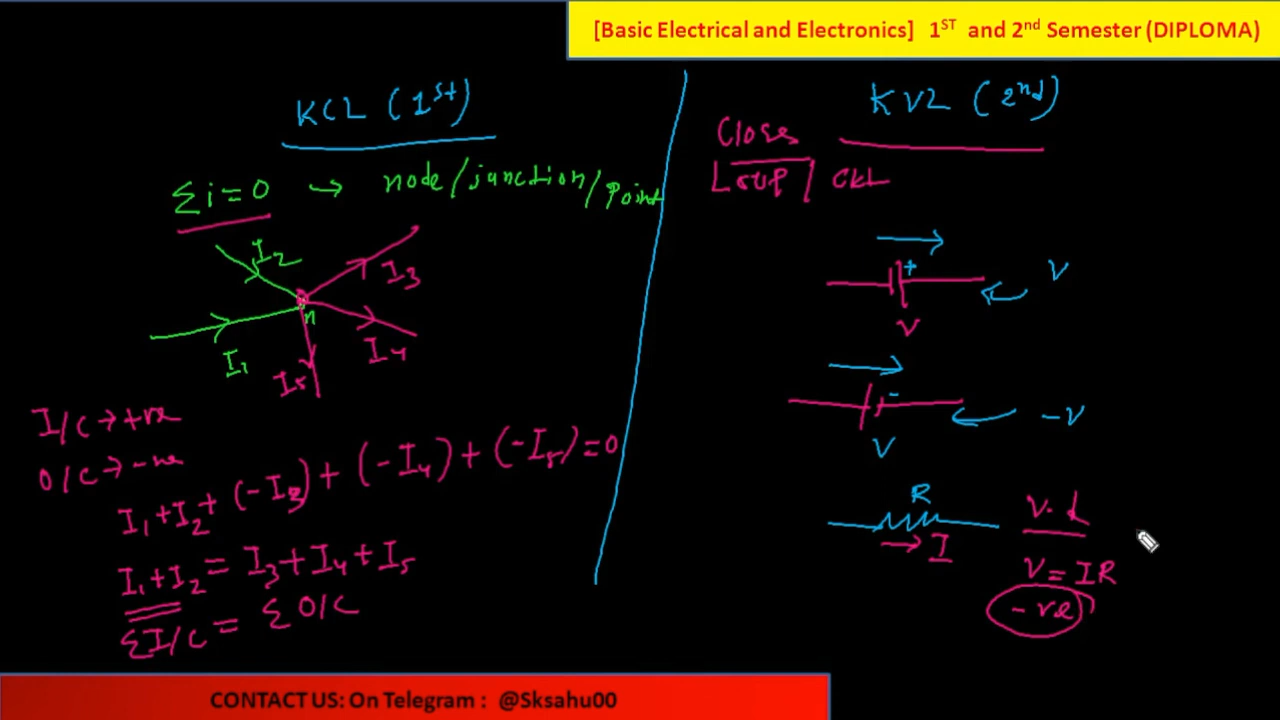 [Basic Electrical and Electronics] 1ST and 2nd Semester (DIPLOMA)
KCL (1st)
Σi=0 → node/junction/Point
I2
I3
n
I1
I4
I5
I/C→+ve
O/C→-ve
I1+I2+(-I3)+(-I4)+(-I5)=0
I1+I2=I3+I4+I5
ΣI/C=ΣO/C
KVL (2nd)
Close
Loop/CKt
+
V
V
-
-V
V
R
→I
V.d
V=IR
-ve
CONTACT US: On Telegram : @Sksahu00